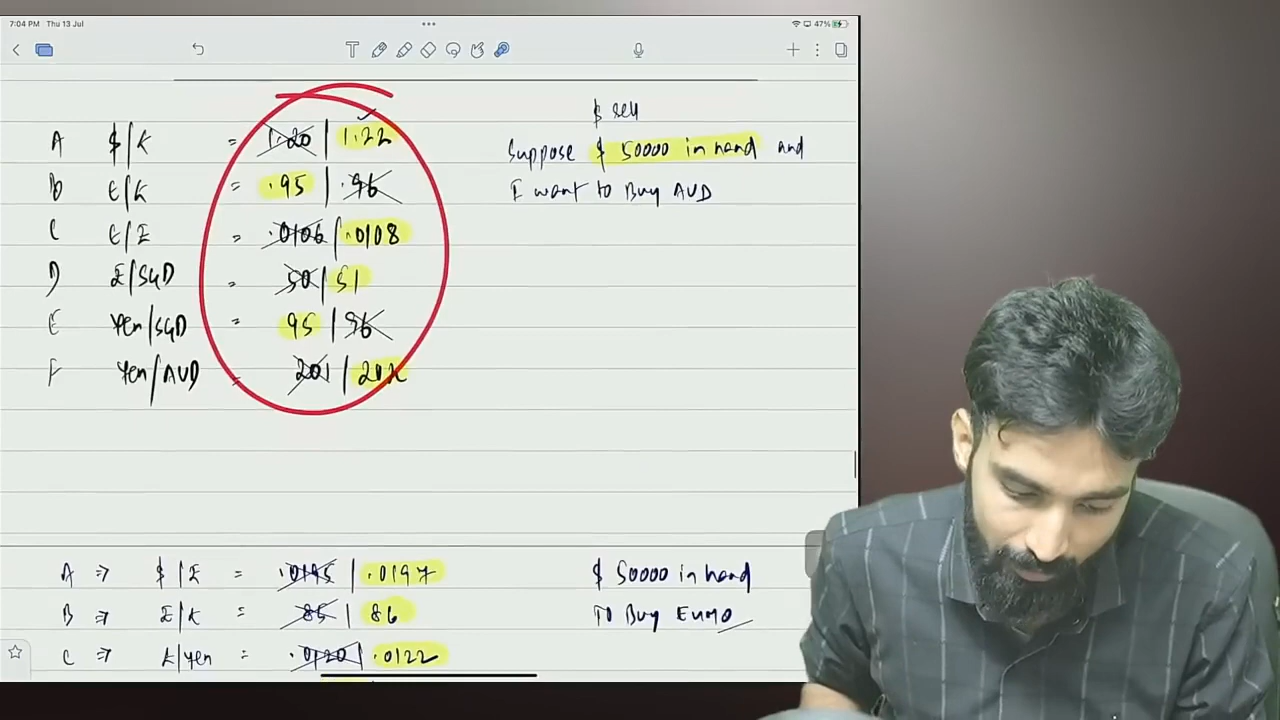 7:04 PM Thu 13 Jul
47%
$ sell
A $/K = 1.20 | 1.22
Suppose $ 50000 in hand and
B €/K = .95 | .96
I want to Buy AUD
C = .0106 | .0108
50 | 51
E Yen/SGD = 95 | 96
F Yen/AUD = 201 | 202
A ⇒ = .0195 | .0197
$ 50000 in hand
B ⇒ = 85 | 86
To Buy EURO
C ⇒ K/Yen = .0120 | .0122